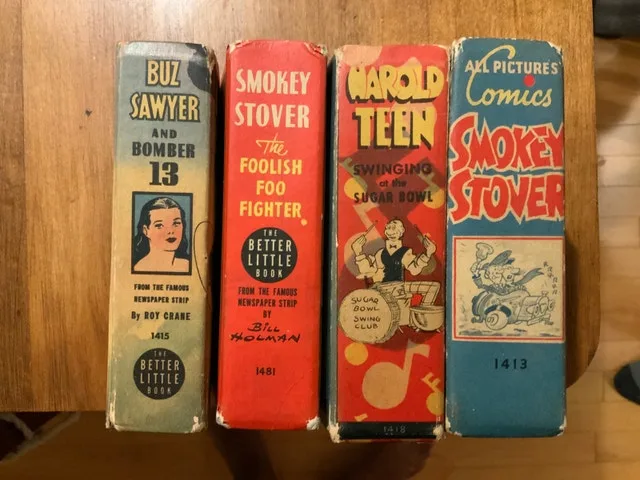 BUZ
SAWYER
AND
BOMBER
13
FROM THE FAMOUS
NEWSPAPER STRIP
By ROY CRANE
1415
THE
BETTER
LITTLE
BOOK
SMOKEY
STOVER
The
FOOLISH
FOO
FIGHTER
THE
BETTER
LITTLE
BOOK
FROM THE FAMOUS
NEWSPAPER STRIP
BY
BILL
HOLMAN
1481
HAROLD
TEEN
SWINGING
at the
SUGAR BOWL
SUGAR
BOWL
SWING
CLUB
1418
ALL PICTURES
Comics
SMOKEY
STOVER
1413